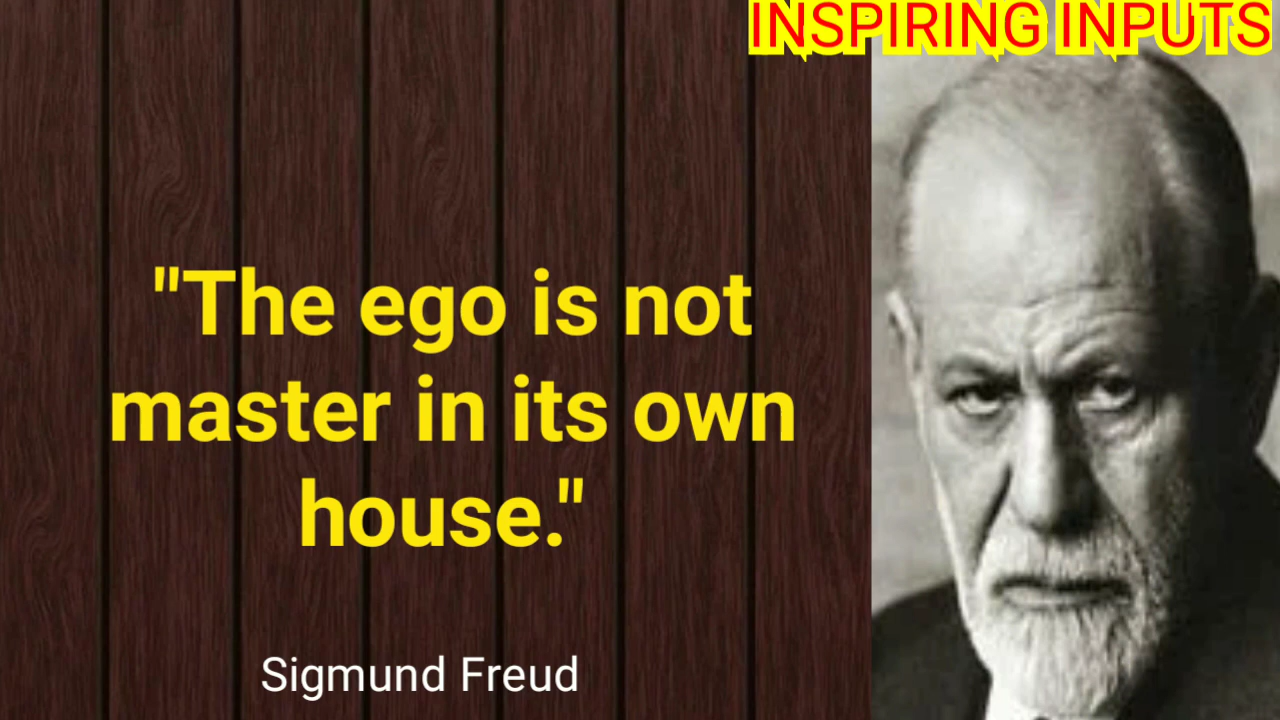 INSPIRING INPUTS
"The ego is not
master in its own
house."
Sigmund Freud